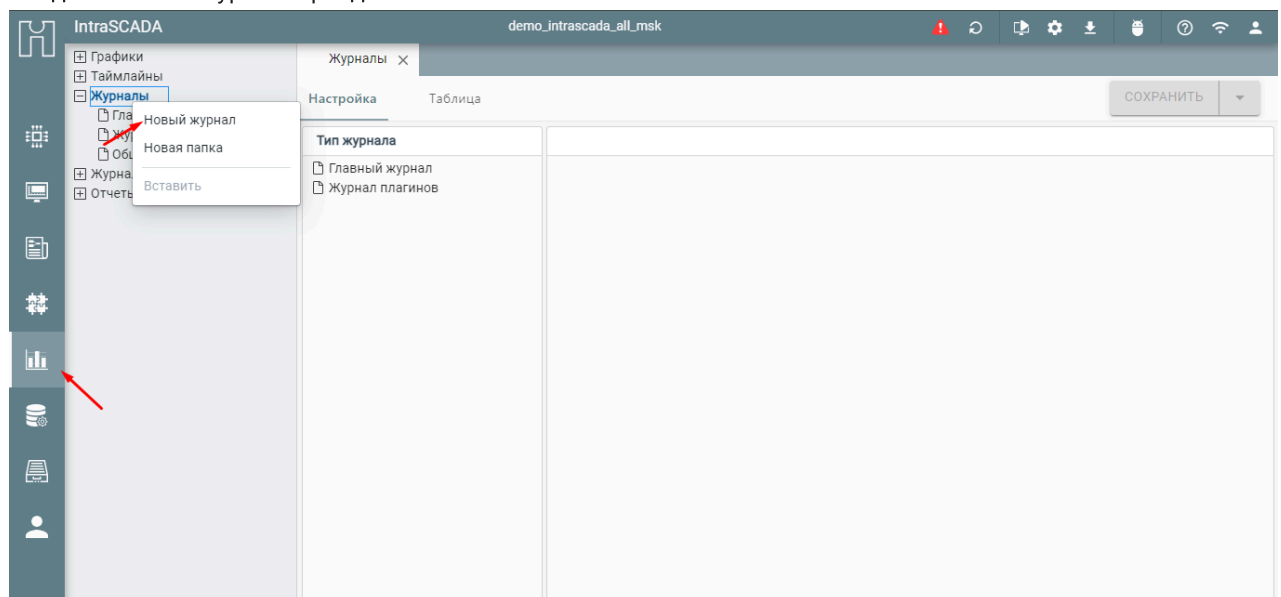 IntraSCADA
demo_intrascada_all_msk
Графики
Таймлайны
Журналы
Отчеты
Новый журнал
Новая папка
Вставить
Журналы
Настройка
Таблица
СОХРАНИТЬ
Тип журнала
Главный журнал
Журнал плагинов